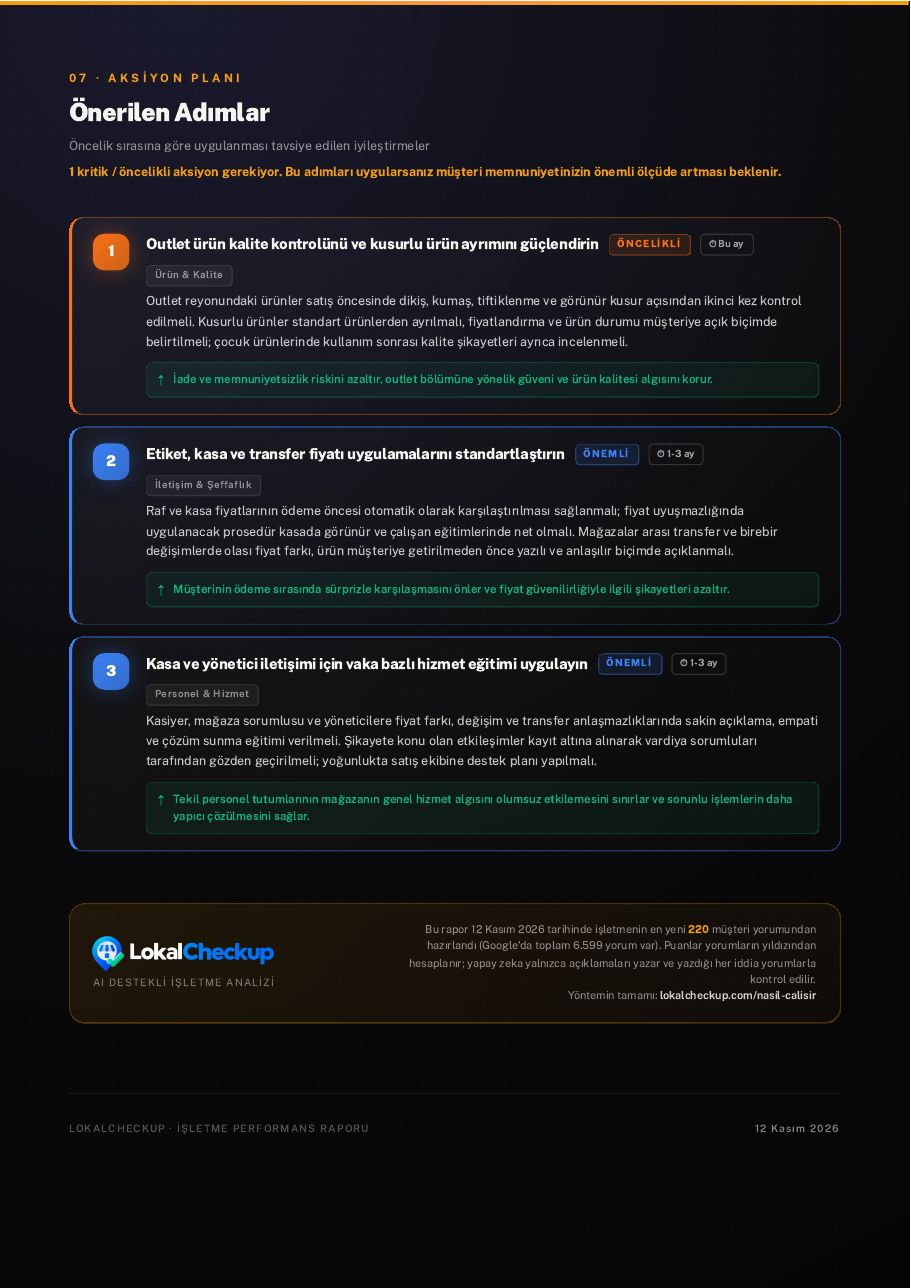 07 · AKSİYON PLANI
Önerilen Adımlar
Öncelik sırasına göre uygulanması tavsiye edilen iyileştirmeler
1 kritik / öncelikli aksiyon gerekiyor. Bu adımları uygularsanız müşteri memnuniyetinizin önemli ölçüde artması beklenir.
1 Outlet ürün kalite kontrolünü ve kusurlu ürün ayrımını güçlendirin ÖNCELİKLİ ⏱ Bu ay
Ürün & Kalite
Outlet reyonundaki ürünler satış öncesinde dikiş, kumaş, tiftiklenme ve görünür kusur açısından ikinci kez kontrol
edilmeli. Kusurlu ürünler standart ürünlerden ayrılmalı, fiyatlandırma ve ürün durumu müşteriye açık biçimde
belirtilmeli; çocuk ürünlerinde kullanım sonrası kalite şikayetleri ayrıca incelenmeli.
↑ İade ve memnuniyetsizlik riskini azaltır, outlet bölümüne yönelik güveni ve ürün kalitesi algısını korur.
2 Etiket, kasa ve transfer fiyatı uygulamalarını standartlaştırın ÖNEMLİ ⏱ 1-3 ay
İletişim & Şeffaflık
Raf ve kasa fiyatlarının ödeme öncesi otomatik olarak karşılaştırılması sağlanmalı; fiyat uyuşmazlığında
uygulanacak prosedür kasada görünür ve çalışan eğitimlerinde net olmalı. Mağazalar arası transfer ve birebir
değişimlerde olası fiyat farkı, ürün müşteriye getirilmeden önce yazılı ve anlaşılır biçimde açıklanmalı.
↑ Müşterinin ödeme sırasında sürprizle karşılaşmasını önler ve fiyat güvenilirliğiyle ilgili şikayetleri azaltır.
3 Kasa ve yönetici iletişimi için vaka bazlı hizmet eğitimi uygulayın ÖNEMLİ ⏱ 1-3 ay
Personel & Hizmet
Kasiyer, mağaza sorumlusu ve yöneticilere fiyat farkı, değişim ve transfer anlaşmazlıklarında sakin açıklama, empati
ve çözüm sunma eğitimi verilmeli. Şikayete konu olan etkileşimler kayıt altına alınarak vardiya sorumluları
tarafından gözden geçirilmeli; yoğunlukta satış ekibine destek planı yapılmalı.
↑ Tekil personel tutumlarının mağazanın genel hizmet algısını olumsuz etkilemesini sınırlar ve sorunlu işlemlerin daha
yapıcı çözülmesini sağlar.
LokalCheckup
AI DESTEKLİ İŞLETME ANALİZİ
Bu rapor 12 Kasım 2026 tarihinde işletmenin en yeni 220 müşteri yorumundan
hazırlandı (Google'da toplam 6.599 yorum var). Puanlar yorumların yıldızından
hesaplanır; yapay zeka yalnızca açıklamaları yazar ve yazdığı her iddia yorumlarla
kontrol edilir.
Yöntemin tamamı: lokalcheckup.com/nasil-calisir
LOKALCHECKUP · İŞLETME PERFORMANS RAPORU
12 Kasım 2026